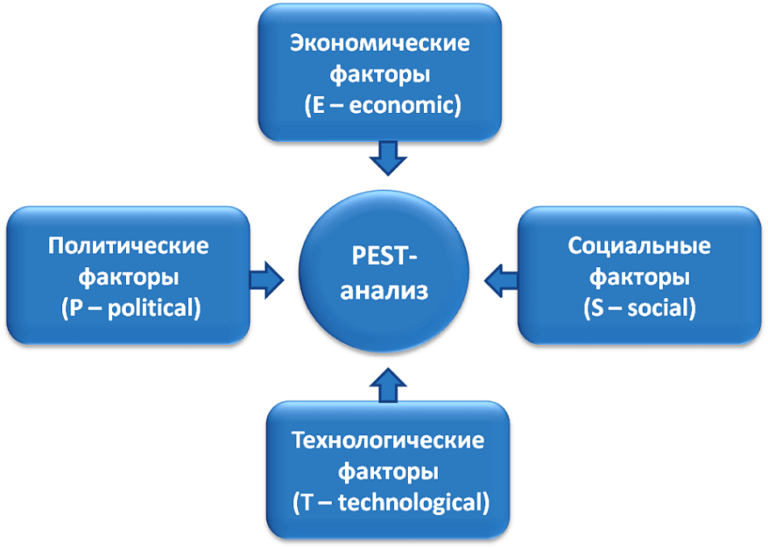 Экономические
факторы
(E – economic)
Политические
факторы
(P – political)
PEST-
анализ
Социальные
факторы
(S – social)
Технологические
факторы
(T – technological)